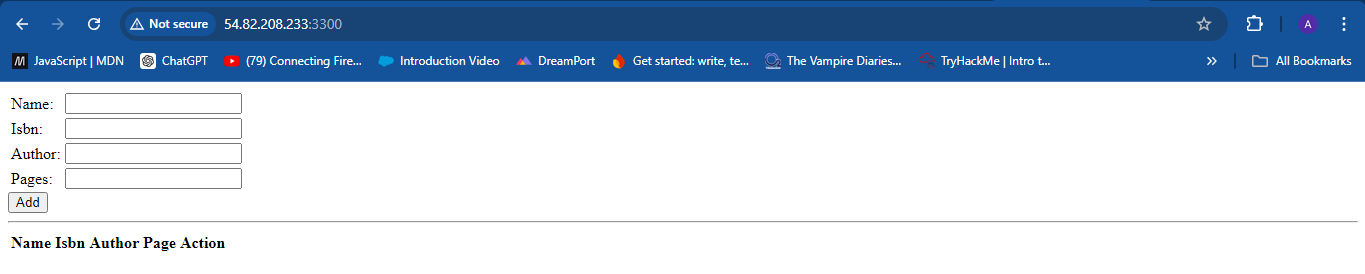 Not secure 54.82.208.233:3300 A
JavaScript | MDN ChatGPT (79) Connecting Fire... Introduction Video DreamPort Get started: write, te... The Vampire Diaries... TryHackMe | Intro t... » All Bookmarks
Name:
Isbn:
Author:
Pages:
Add
Name Isbn Author Page Action